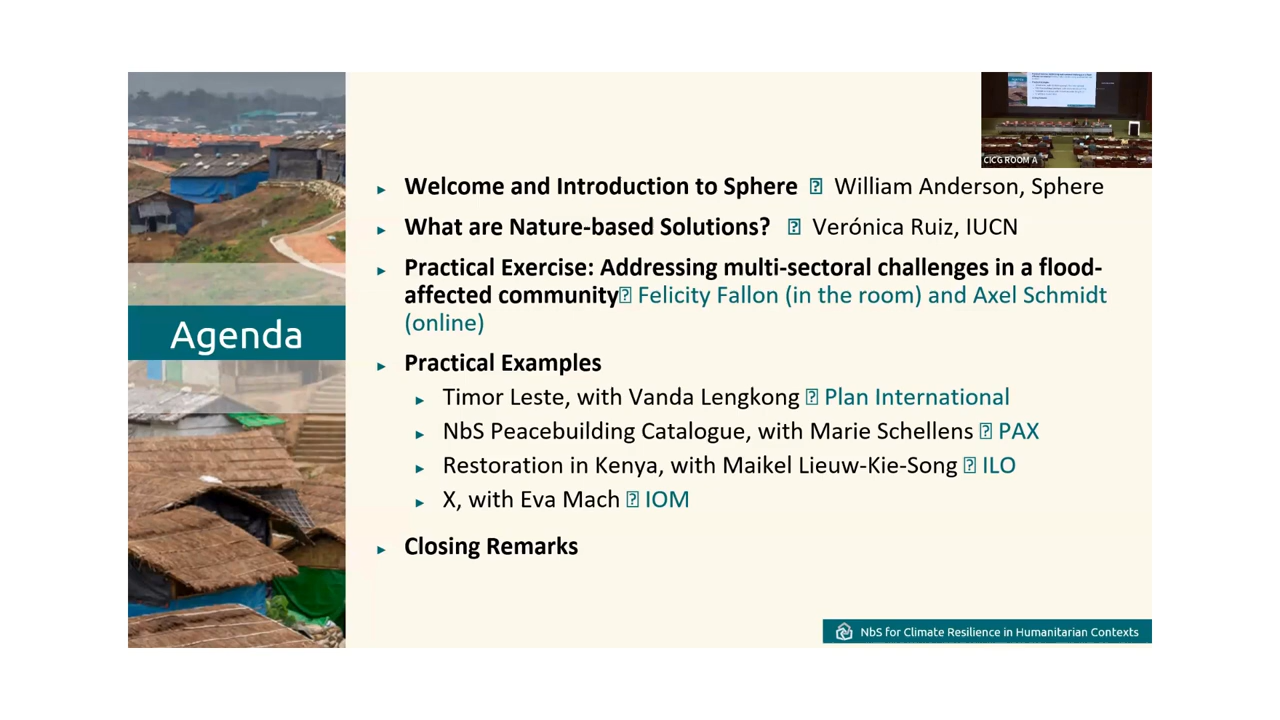 CICG ROOM A
Agenda
Welcome and Introduction to Sphere ⍰ William Anderson, Sphere
What are Nature-based Solutions? ⍰ Verónica Ruiz, IUCN
Practical Exercise: Addressing multi-sectoral challenges in a flood-
affected community⍰ Felicity Fallon (in the room) and Axel Schmidt
(online)
Practical Examples
Timor Leste, with Vanda Lengkong ⍰ Plan International
NbS Peacebuilding Catalogue, with Marie Schellens ⍰ PAX
Restoration in Kenya, with Maikel Lieuw-Kie-Song ⍰ ILO
X, with Eva Mach ⍰ IOM
Closing Remarks
NbS for Climate Resilience in Humanitarian Contexts